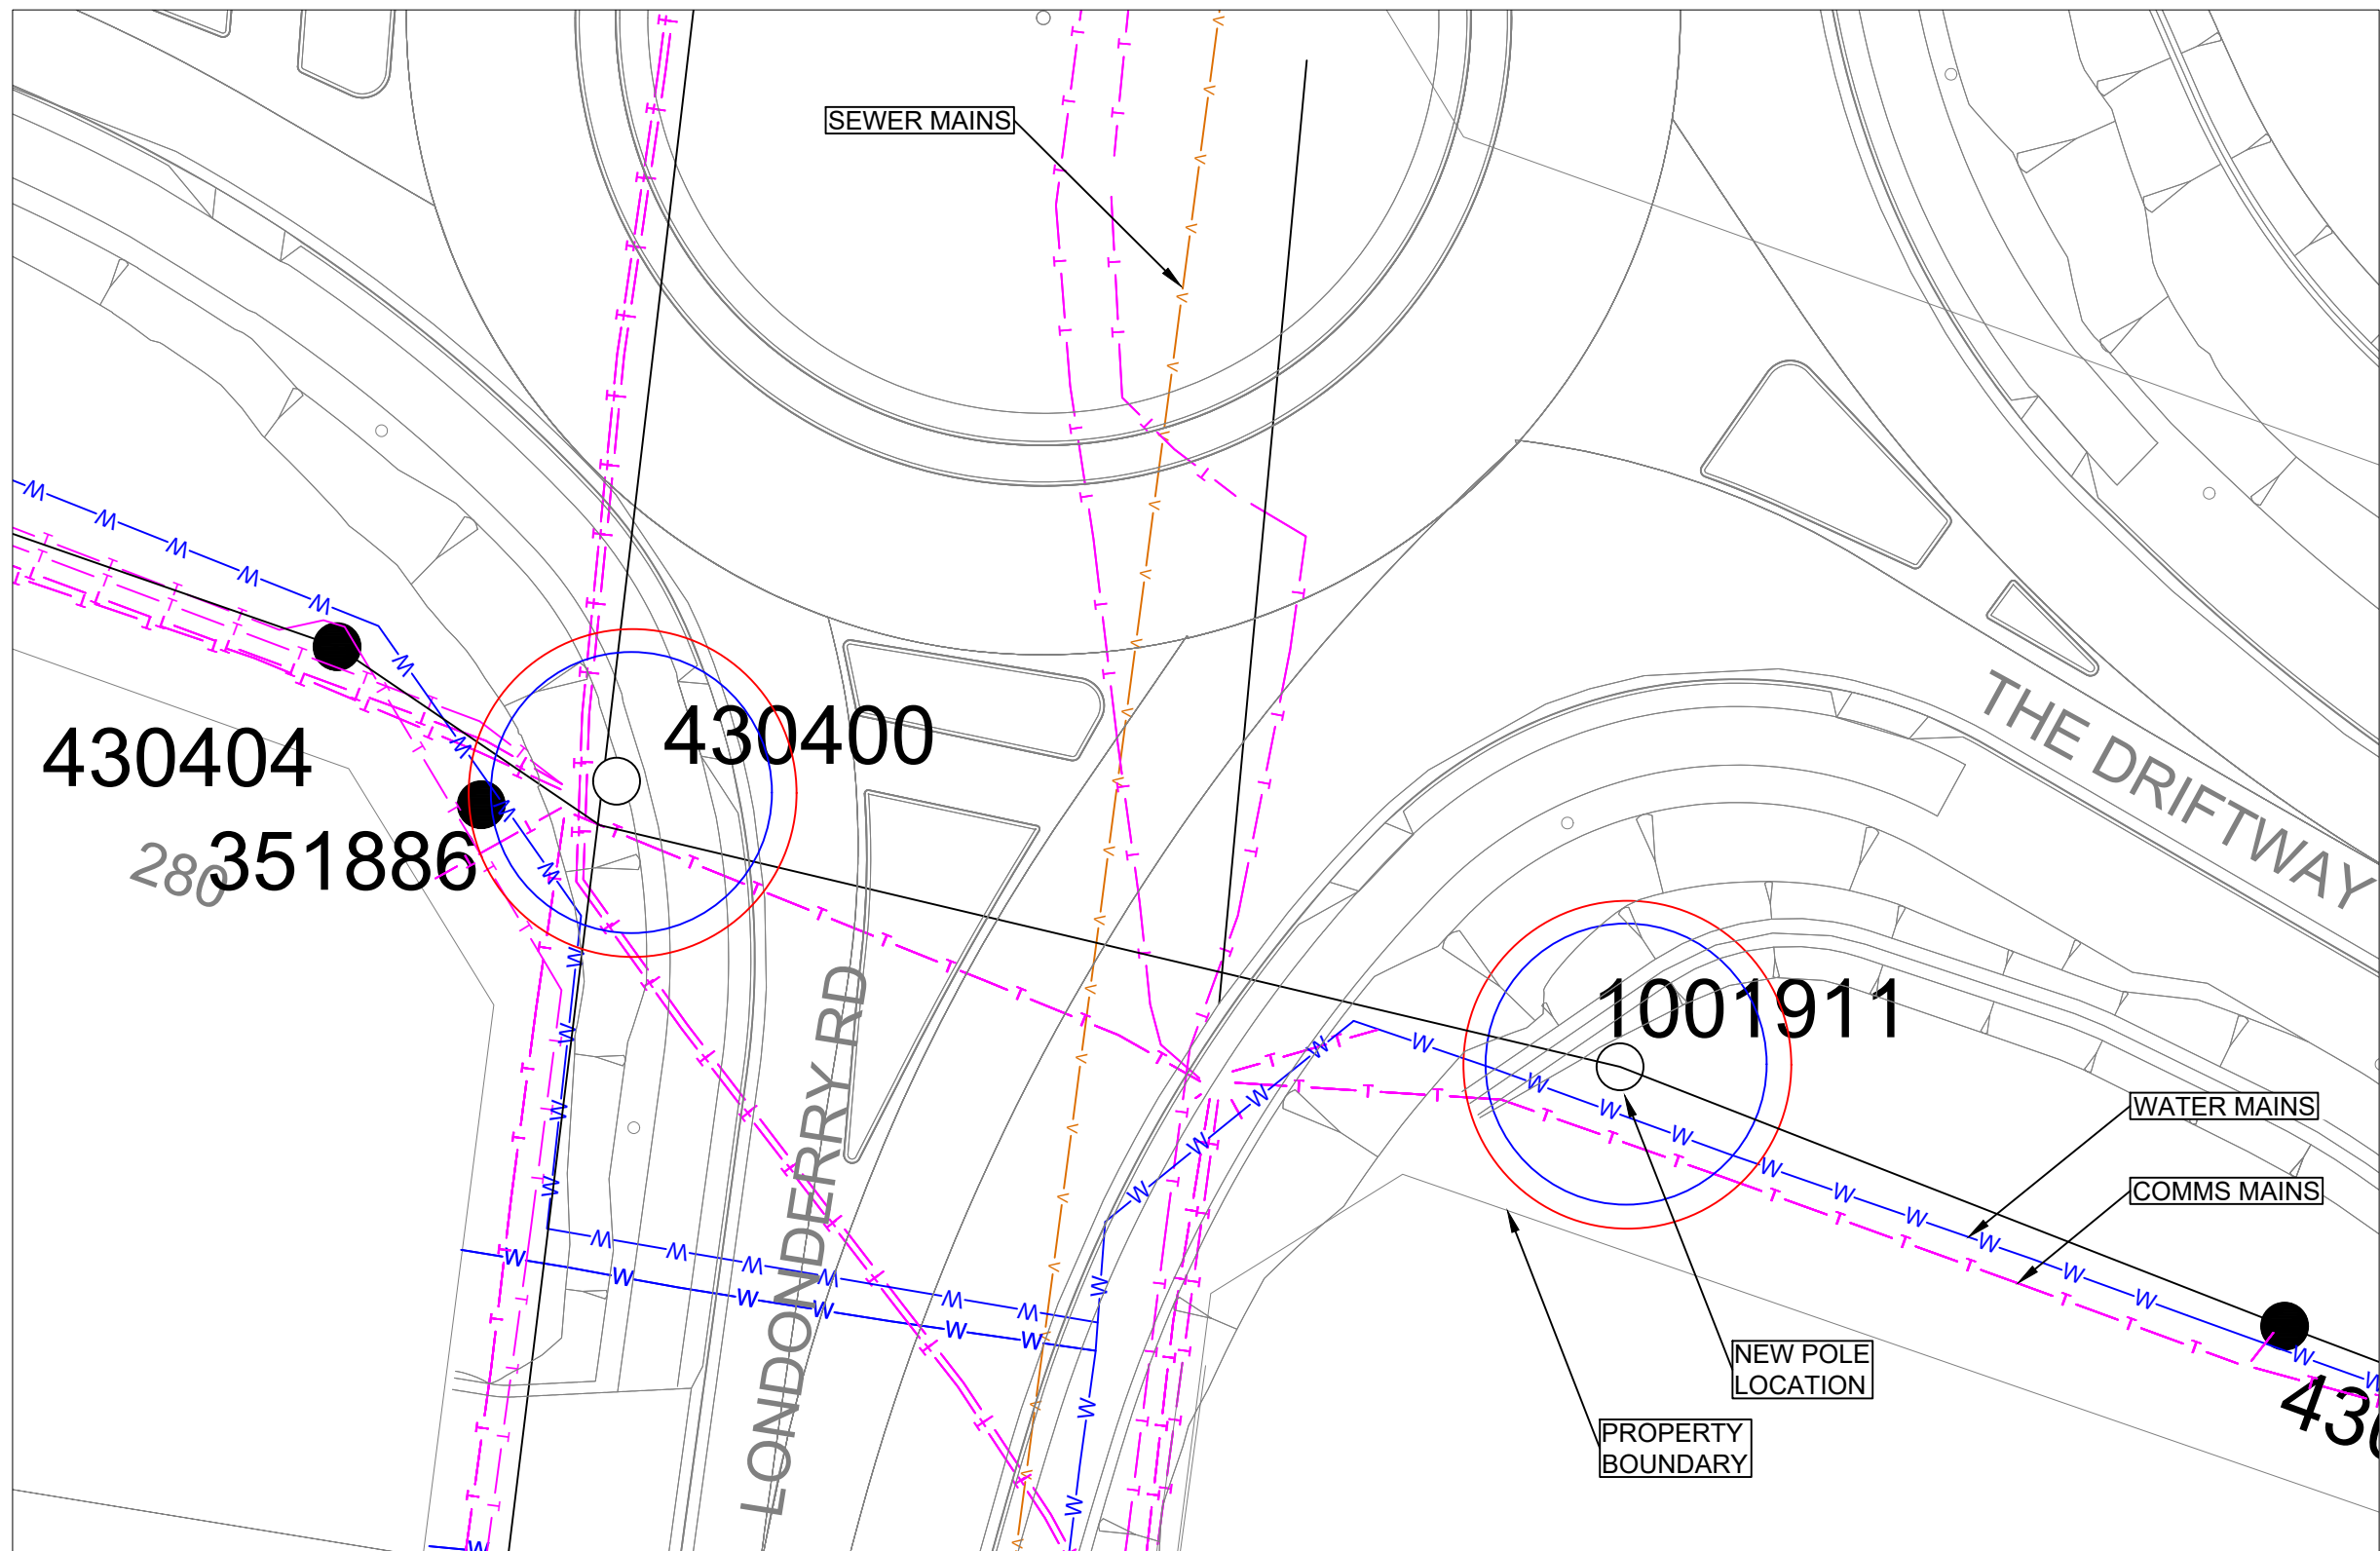 SEWER MAINS
430404
430400
351886
280
THE DRIFTWAY
LONDONDERRY RD
1001911
WATER MAINS
COMMS MAINS
NEW POLE
LOCATION
PROPERTY
BOUNDARY